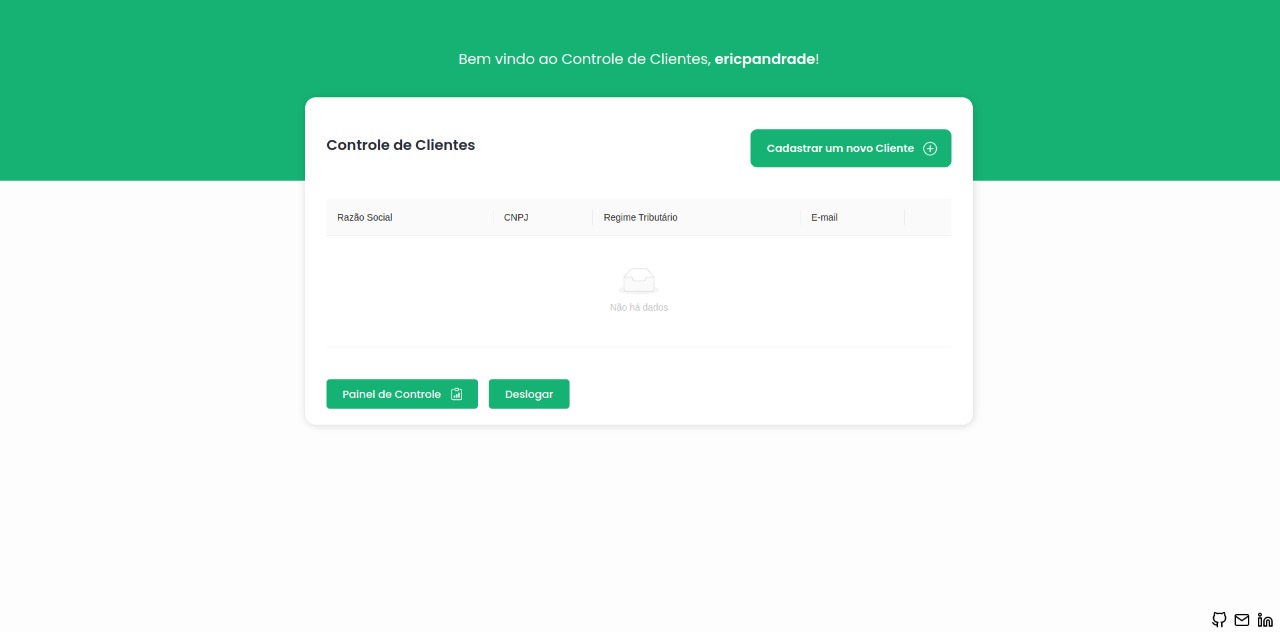 Bem vindo ao Controle de Clientes, ericpandrade!
Controle de Clientes
Cadastrar um novo Cliente
Razão Social CNPJ Regime Tributário E-mail
Não há dados
Painel de Controle Deslogar